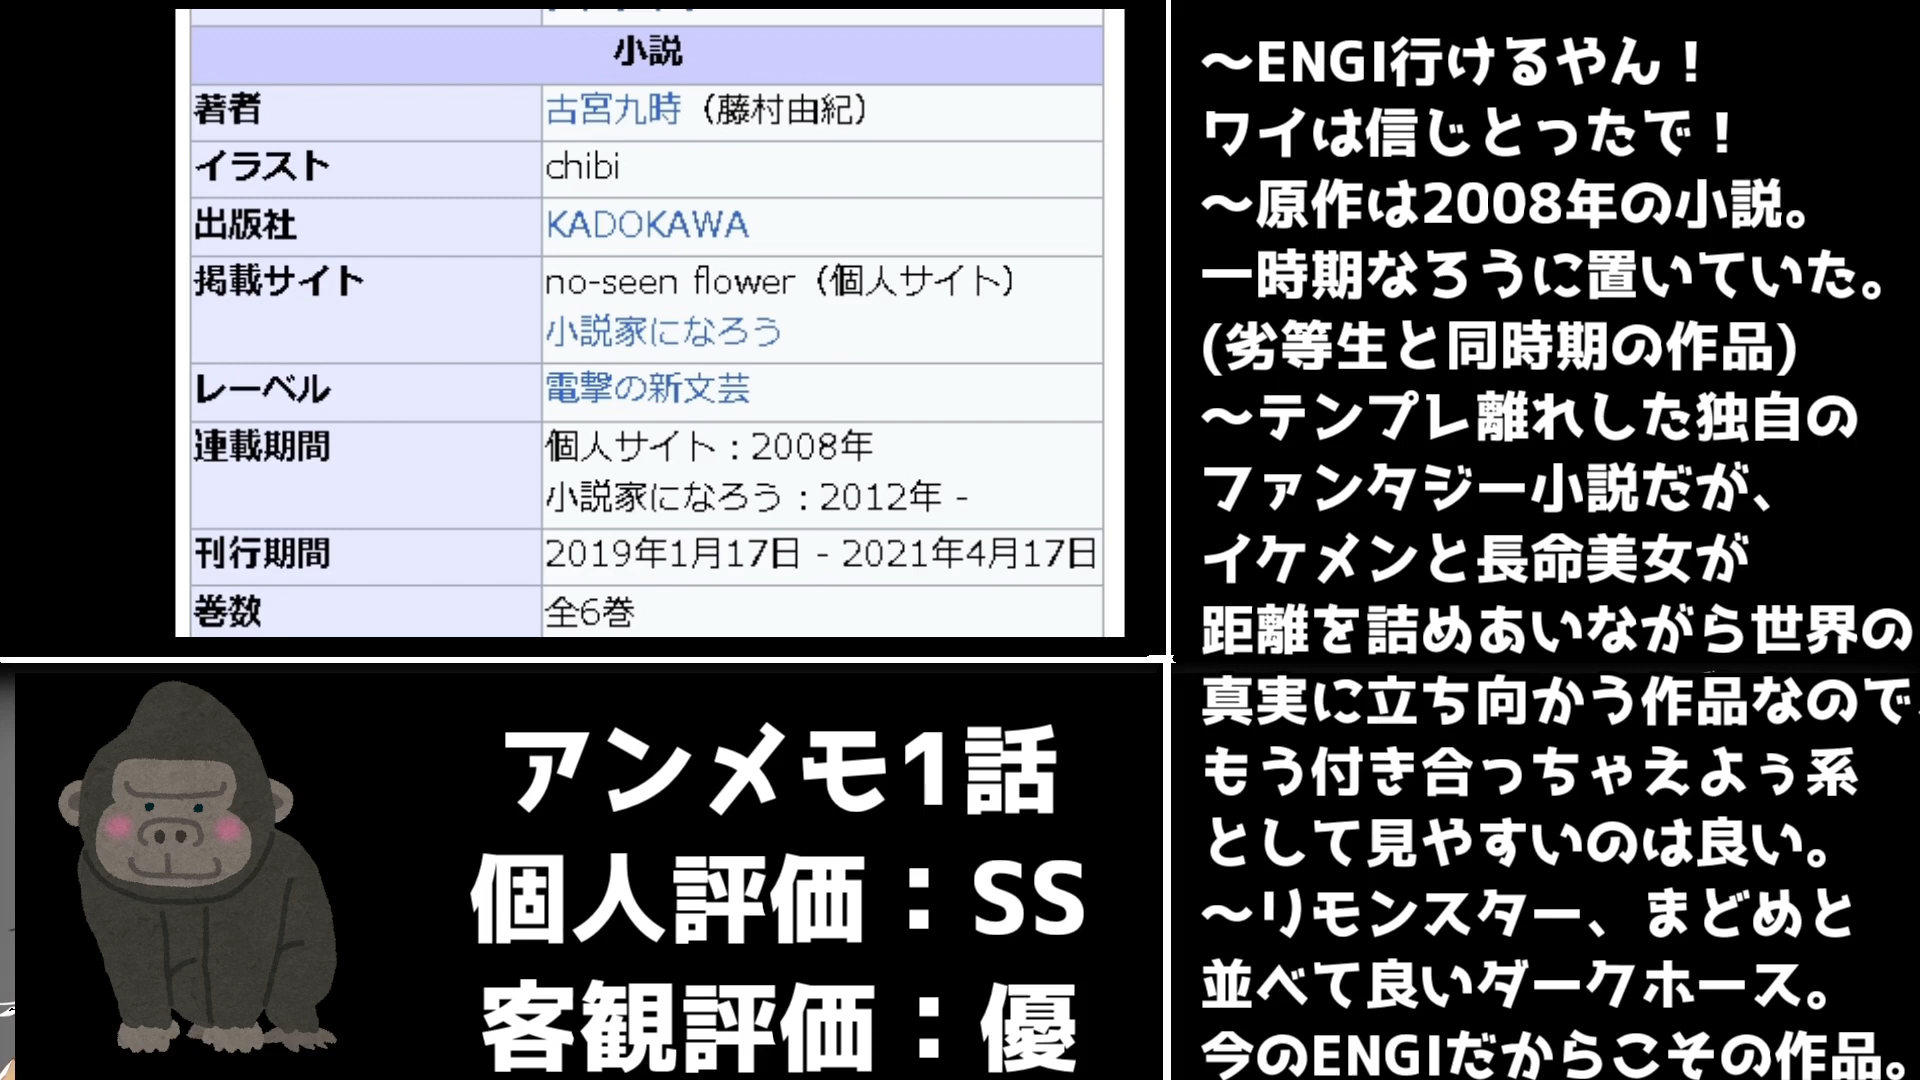 小説
著者 古宮九時（藤村由紀）
イラスト chibi
出版社 KADOKAWA
掲載サイト no-seen flower（個人サイト）
小説家になろう
レーベル 電撃の新文芸
連載期間 個人サイト：2008年
小説家になろう：2012年 -
刊行期間 2019年1月17日 - 2021年4月17日
巻数 全6巻
アンメモ1話
個人評価：SS
客観評価：優
～ENGI行けるやん！
ワイは信じとったで！
～原作は2008年の小説。
一時期なろうに置いていた。
(劣等生と同時期の作品)
～テンプレ離れした独自の
ファンタジー小説だが、
イケメンと長命美女が
距離を詰めあいながら世界の
真実に立ち向かう作品なので、
もう付き合っちゃえよぅ系
として見やすいのは良い。
～リモンスター、まどめと
並べて良いダークホース。
今のENGIだからこその作品。